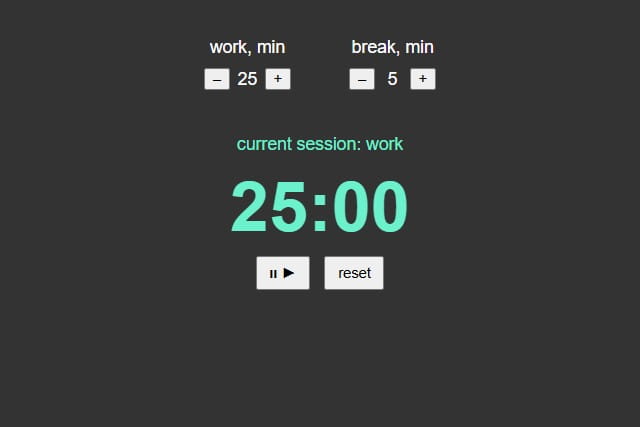 work, min break, min
– 25 + – 5 +
current session: work
25:00
⏸ ▶ reset